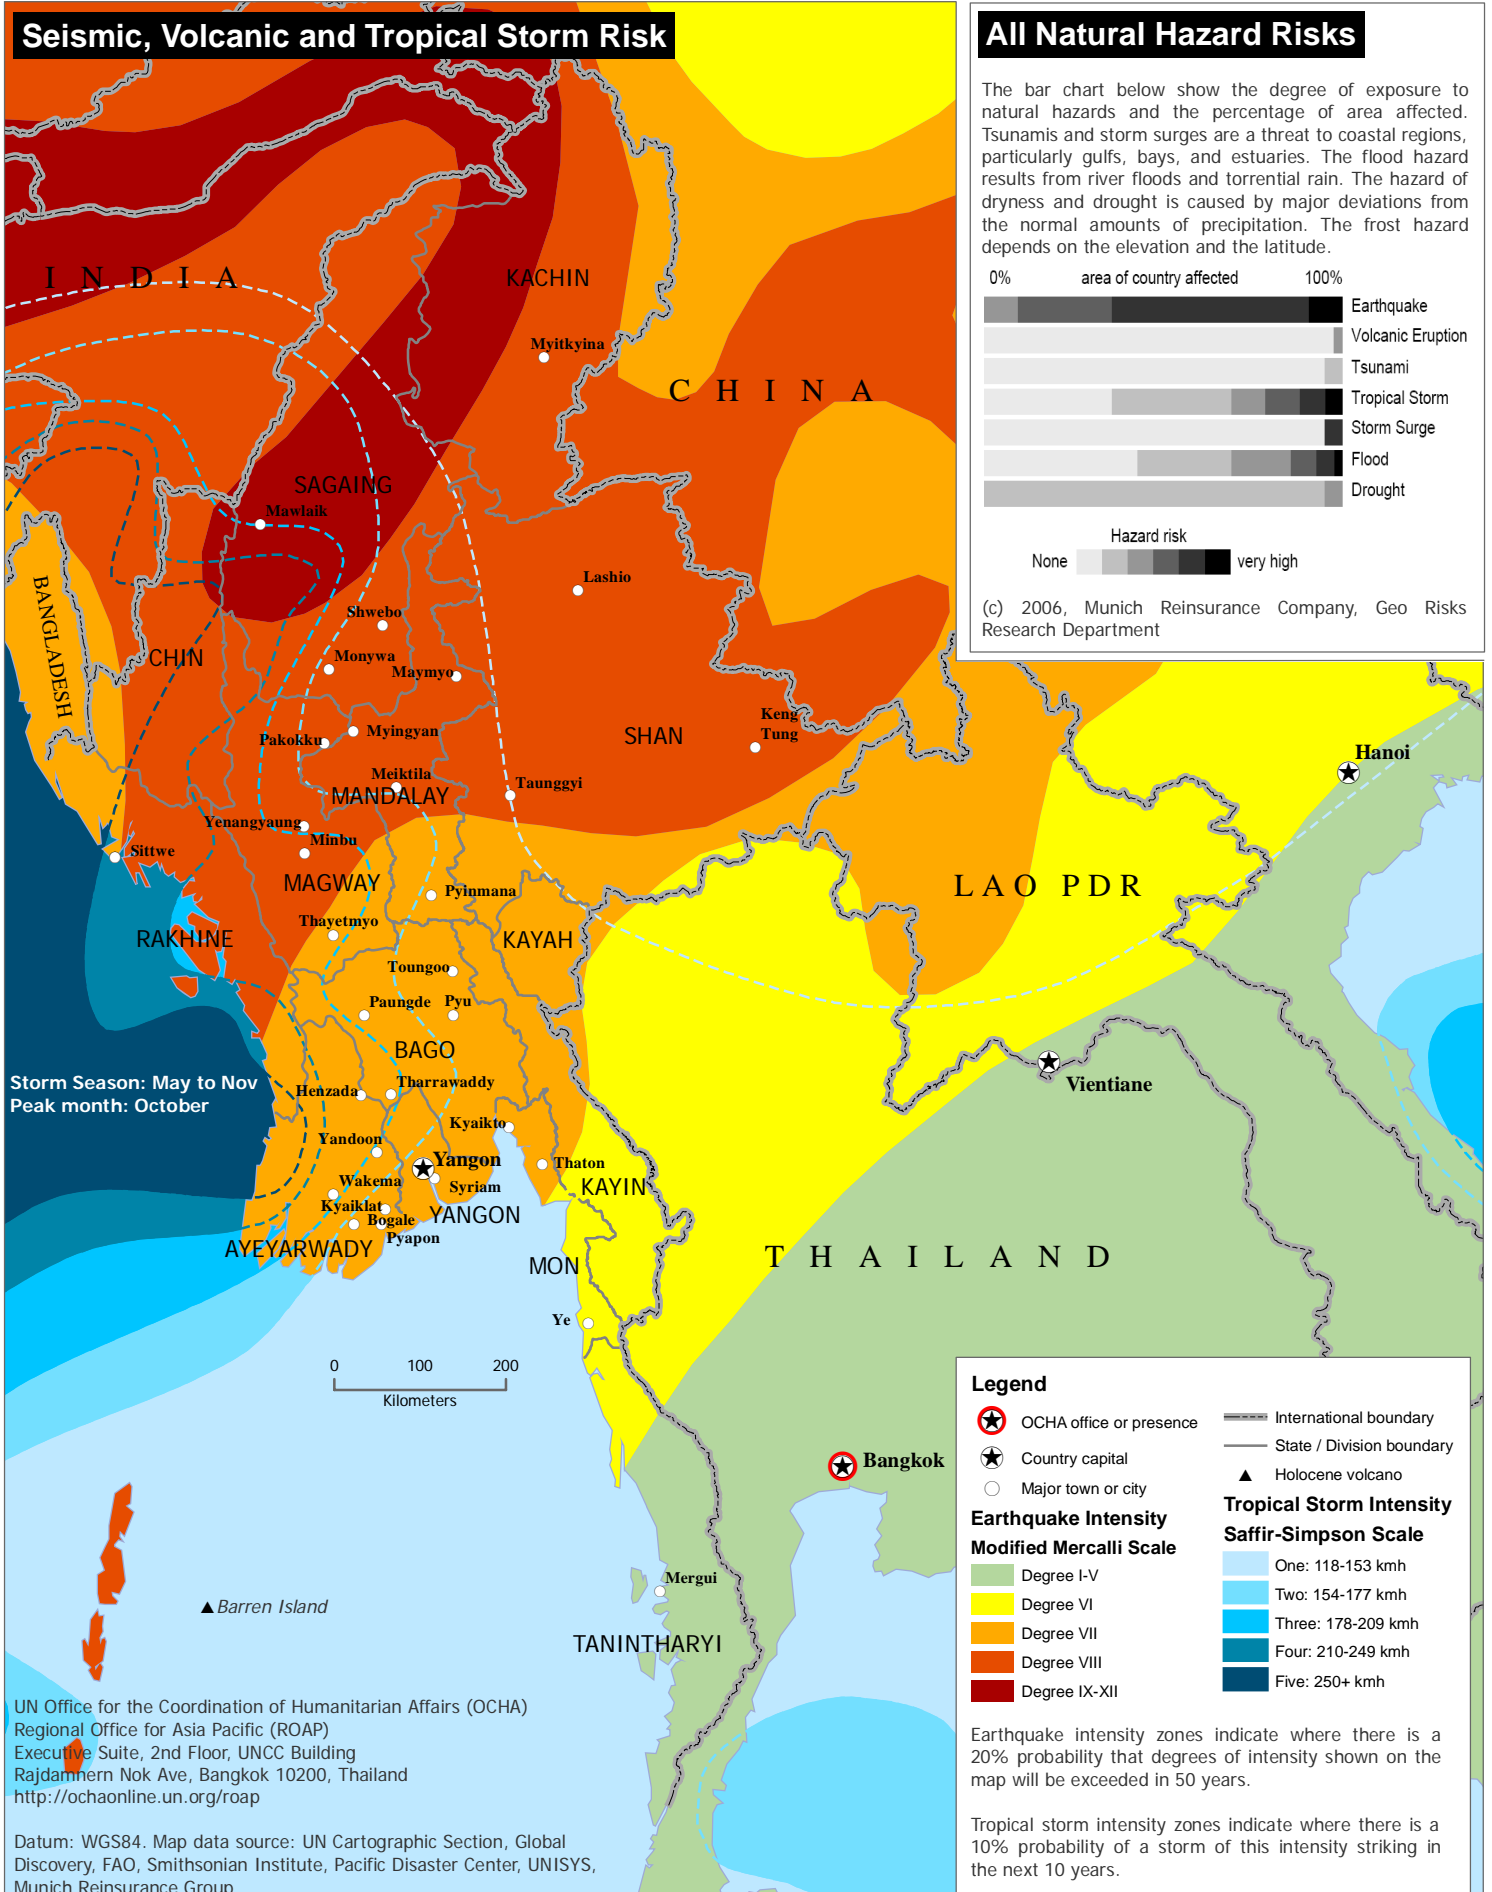 Seismic, Volcanic and Tropical Storm Risk
I N D I A
KACHIN
Myitkyina
C H I N A
SAGAING
Mawlaik
BANGLADESH
Lashio
Shwebo
CHIN
Monywa
Maymyo
Keng
Tung
SHAN
Myingyan
Pakokku
Hanoi
Meiktila
MANDALAY
Taunggyi
Yenangyaung
Minbu
Sittwe
MAGWAY
Pyinmana
LAO PDR
Thayetmyo
RAKHINE
KAYAH
Toungoo
Paungde
Pyu
BAGO
Storm Season: May to Nov
Peak month: October
Henzada
Tharrawaddy
Vientiane
Kyaikto
Yandoon
Yangon
Thaton
Wakema
Syriam
KAYIN
Kyaiklat
Bogale
YANGON
Pyapon
AYEYARWADY
MON
T H A I L A N D
Ye
0 100 200
Kilometers
Bangkok
Mergui
Barren Island
TANINTHARYI
UN Office for the Coordination of Humanitarian Affairs (OCHA)
Regional Office for Asia Pacific (ROAP)
Executive Suite, 2nd Floor, UNCC Building
Rajdamnern Nok Ave, Bangkok 10200, Thailand
http://ochaonline.un.org/roap
Datum: WGS84. Map data source: UN Cartographic Section, Global
Discovery, FAO, Smithsonian Institute, Pacific Disaster Center, UNISYS,
Munich Reinsurance Group
All Natural Hazard Risks
The bar chart below show the degree of exposure to
natural hazards and the percentage of area affected.
Tsunamis and storm surges are a threat to coastal regions,
particularly gulfs, bays, and estuaries. The flood hazard
results from river floods and torrential rain. The hazard of
dryness and drought is caused by major deviations from
the normal amounts of precipitation. The frost hazard
depends on the elevation and the latitude.
0% area of country affected 100%
Earthquake
Volcanic Eruption
Tsunami
Tropical Storm
Storm Surge
Flood
Drought
Hazard risk
None very high
(c) 2006, Munich Reinsurance Company, Geo Risks
Research Department
Legend
OCHA office or presence
Country capital
Major town or city
International boundary
State / Division boundary
Holocene volcano
Earthquake Intensity
Modified Mercalli Scale
Degree I-V
Degree VI
Degree VII
Degree VIII
Degree IX-XII
Tropical Storm Intensity
Saffir-Simpson Scale
One: 118-153 kmh
Two: 154-177 kmh
Three: 178-209 kmh
Four: 210-249 kmh
Five: 250+ kmh
Earthquake intensity zones indicate where there is a
20% probability that degrees of intensity shown on the
map will be exceeded in 50 years.
Tropical storm intensity zones indicate where there is a
10% probability of a storm of this intensity striking in
the next 10 years.